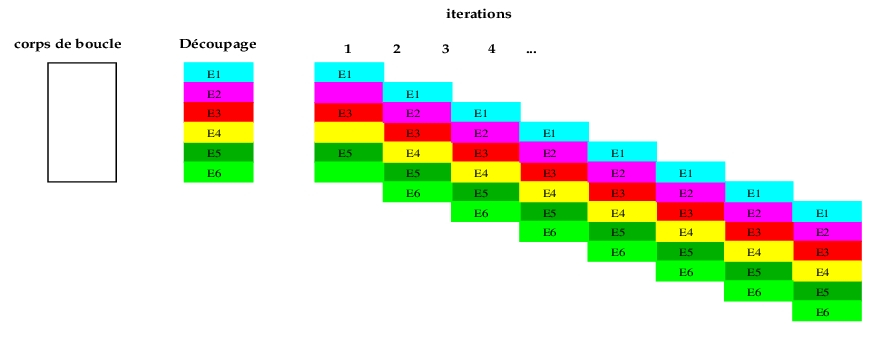 iterations
corps de boucle Découpage
1 2 3 4 ...
E1 E1
E2 E1
E3 E3 E2 E1
E4 E3 E2 E1
E5 E5 E4 E3 E2 E1
E6 E5 E4 E3 E2 E1
E6 E5 E4 E3 E2 E1
E6 E5 E4 E3 E2 E1
E6 E5 E4 E3 E2
E6 E5 E4 E3
E6 E5 E4
E6 E5
E6